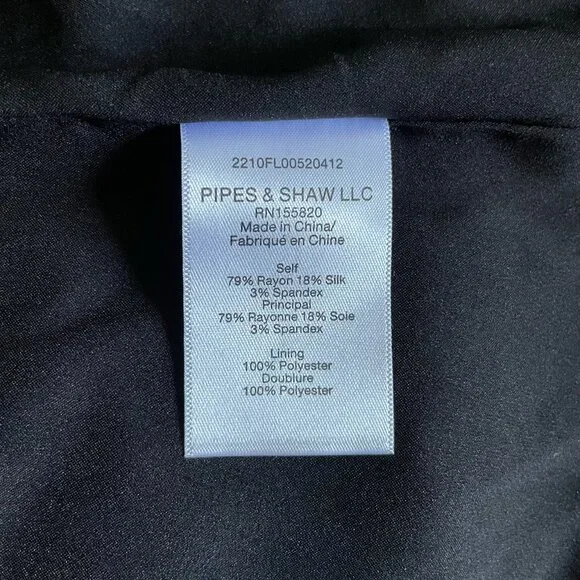 2210FL00520412
PIPES & SHAW LLC
RN155820
Made in China/
Fabriqué en Chine
Self
79% Rayon 18% Silk
3% Spandex
Principal
79% Rayonne 18% Soie
3% Spandex
Lining
100% Polyester
Doublure
100% Polyester